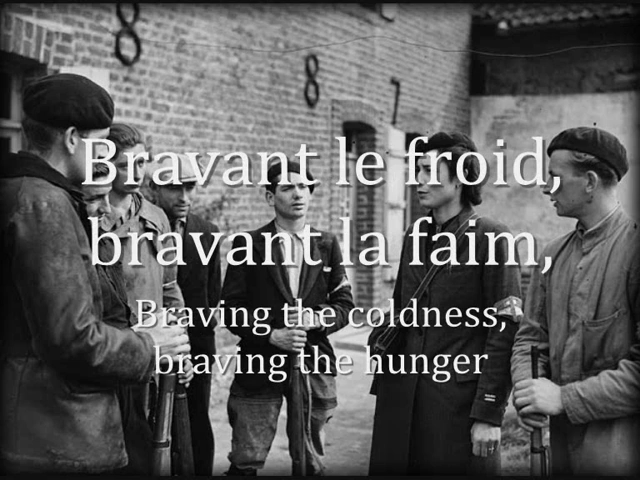 Bravant le froid,
bravant la faim,
Braving the coldness,
braving the hunger